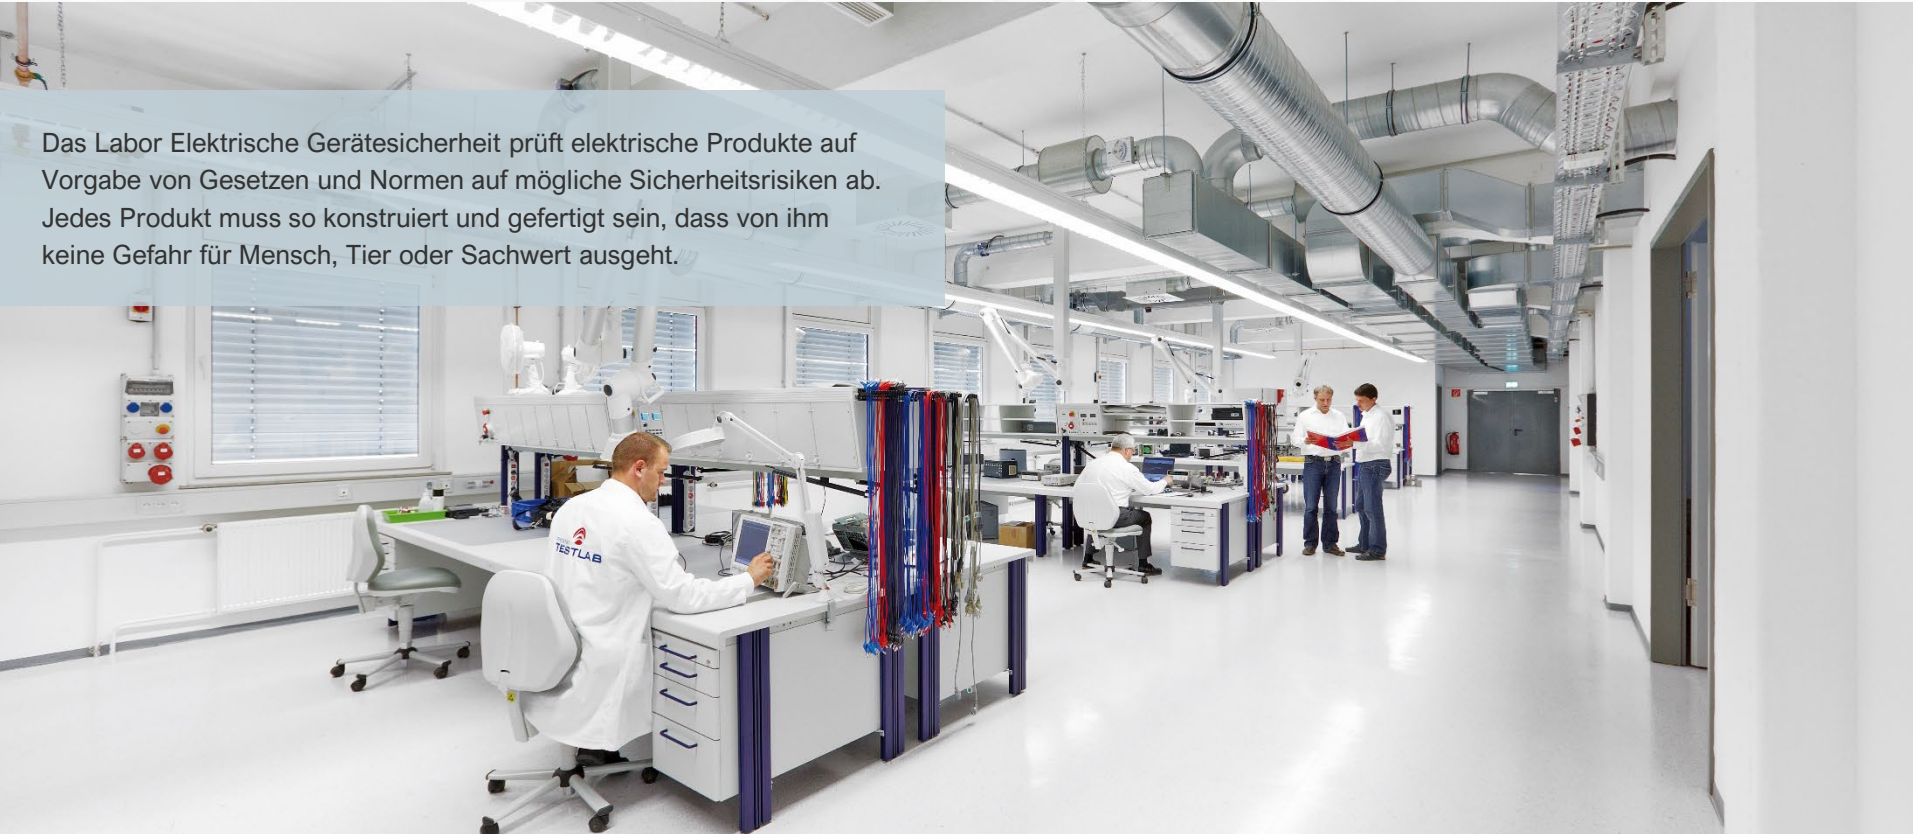 Das Labor Elektrische Gerätesicherheit prüft elektrische Produkte auf
Vorgabe von Gesetzen und Normen auf mögliche Sicherheitsrisiken ab.
Jedes Produkt muss so konstruiert und gefertigt sein, dass von ihm
keine Gefahr für Mensch, Tier oder Sachwert ausgeht.
TESTLAB